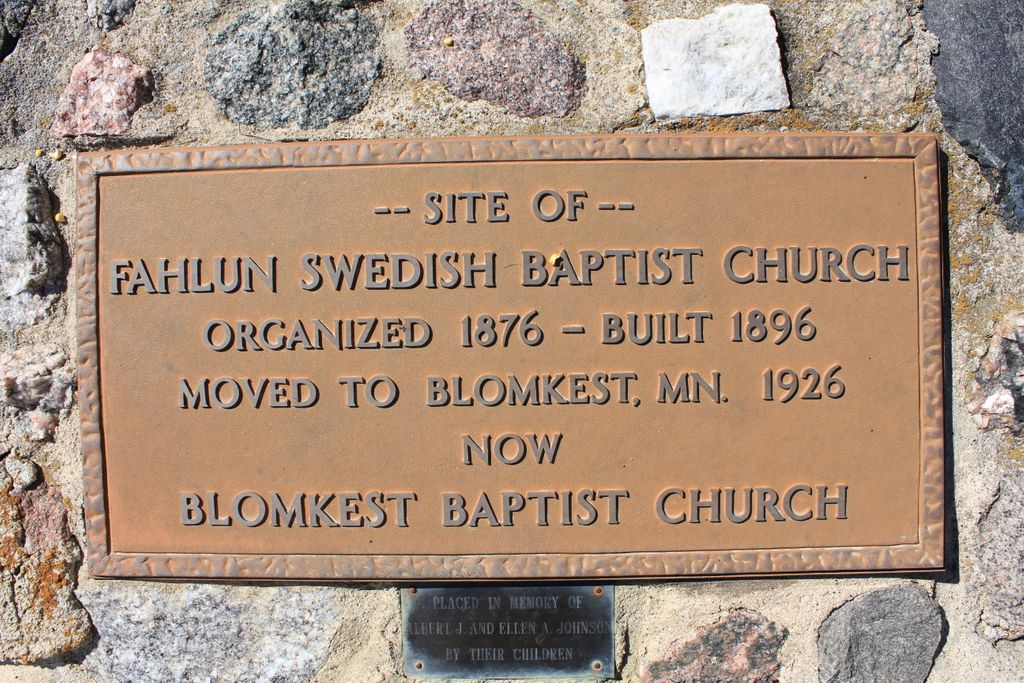 -- SITE OF --
FAHLUN SWEDISH BAPTIST CHURCH
ORGANIZED 1876 – BUILT 1896
MOVED TO BLOMKEST, MN. 1926
NOW
BLOMKEST BAPTIST CHURCH
PLACED IN MEMORY OF
ALBERT J. AND ELLEN A. JOHNSON
BY THEIR CHILDREN